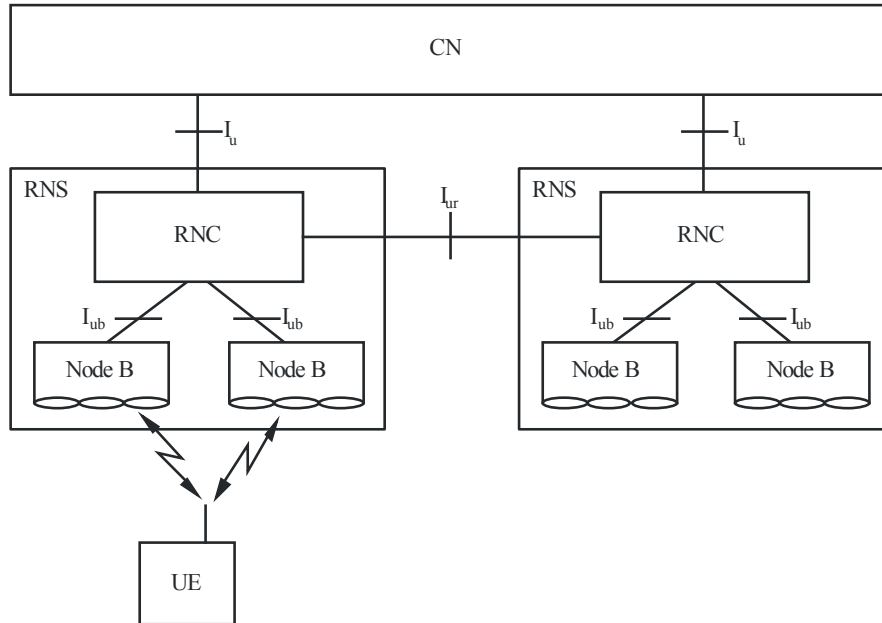 CN
Iu
Iu
RNS
RNC
Iur
RNS
RNC
Iub
Iub
Iub
Iub
Node B
Node B
Node B
Node B
UE